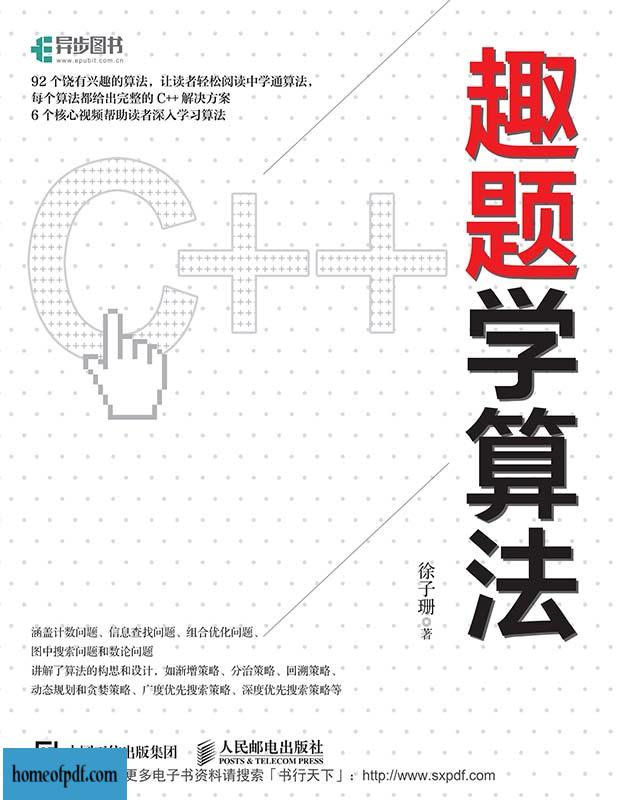 异步图书
www.epubit.com.cn
92 个饶有兴趣的算法，让读者轻松阅读中学通算法，
每个算法都给出完整的 C++ 解决方案
6 个核心视频帮助读者深入学习算法
C++
趣题学算法
徐子珊 著
涵盖计数问题、信息查找问题、组合优化问题、
图中搜索问题和数论问题
讲解了算法的构思和设计，如渐增策略、分治策略、回溯策略、
动态规划和贪婪策略、广度优先搜索策略、深度优先搜索策略等
出版集团 人民邮电出版社
POSTS & TELECOM PRESS
更多电子书资料请搜索「书行天下」：http://www.sxpdf.com
homeofpdf.com